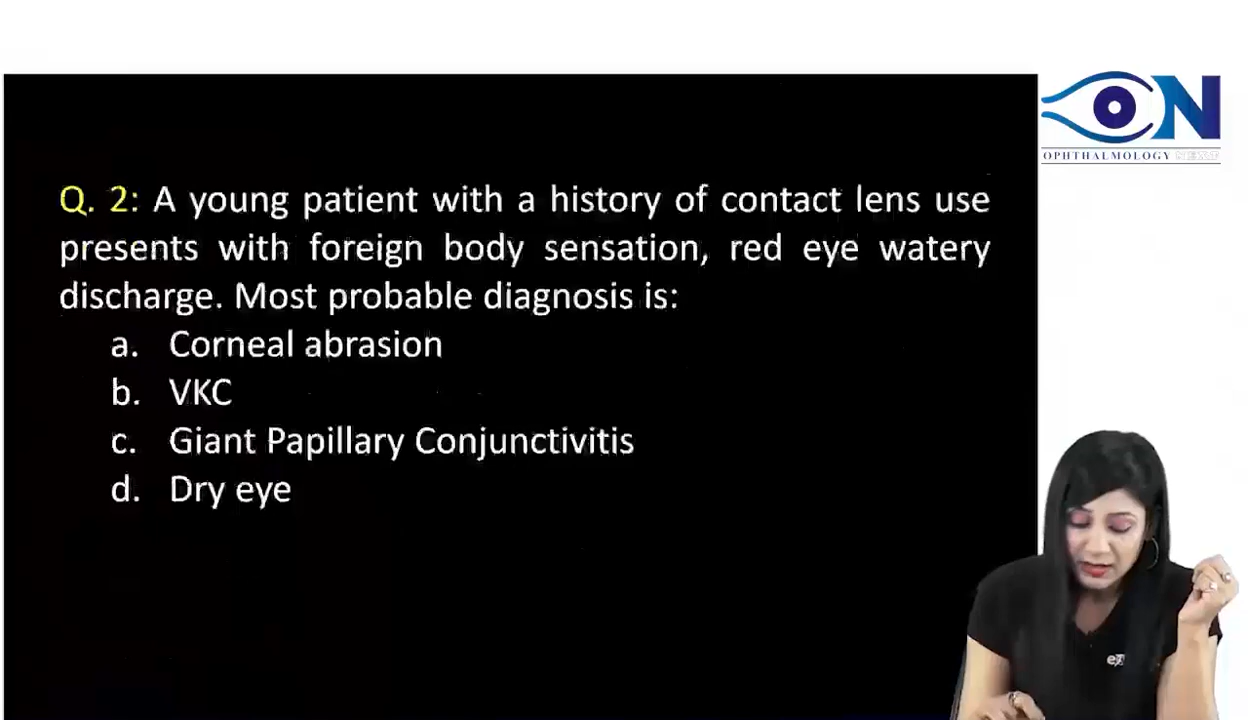 ON
OPHTHALMOLOGY NEXT
Q. 2: A young patient with a history of contact lens use
presents with foreign body sensation, red eye watery
discharge. Most probable diagnosis is:
a. Corneal abrasion
b. VKC
c. Giant Papillary Conjunctivitis
d. Dry eye